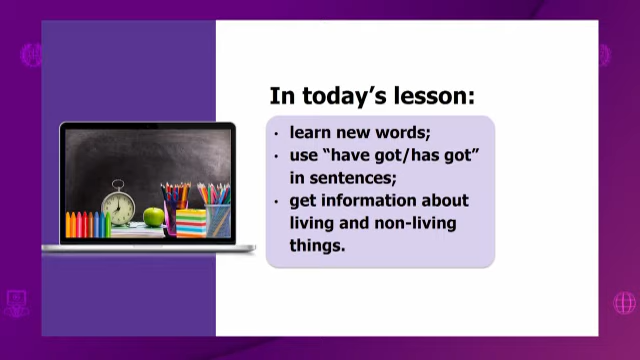 In today’s lesson:
· learn new words;
· use “have got/has got”
in sentences;
· get information about
living and non-living
things.